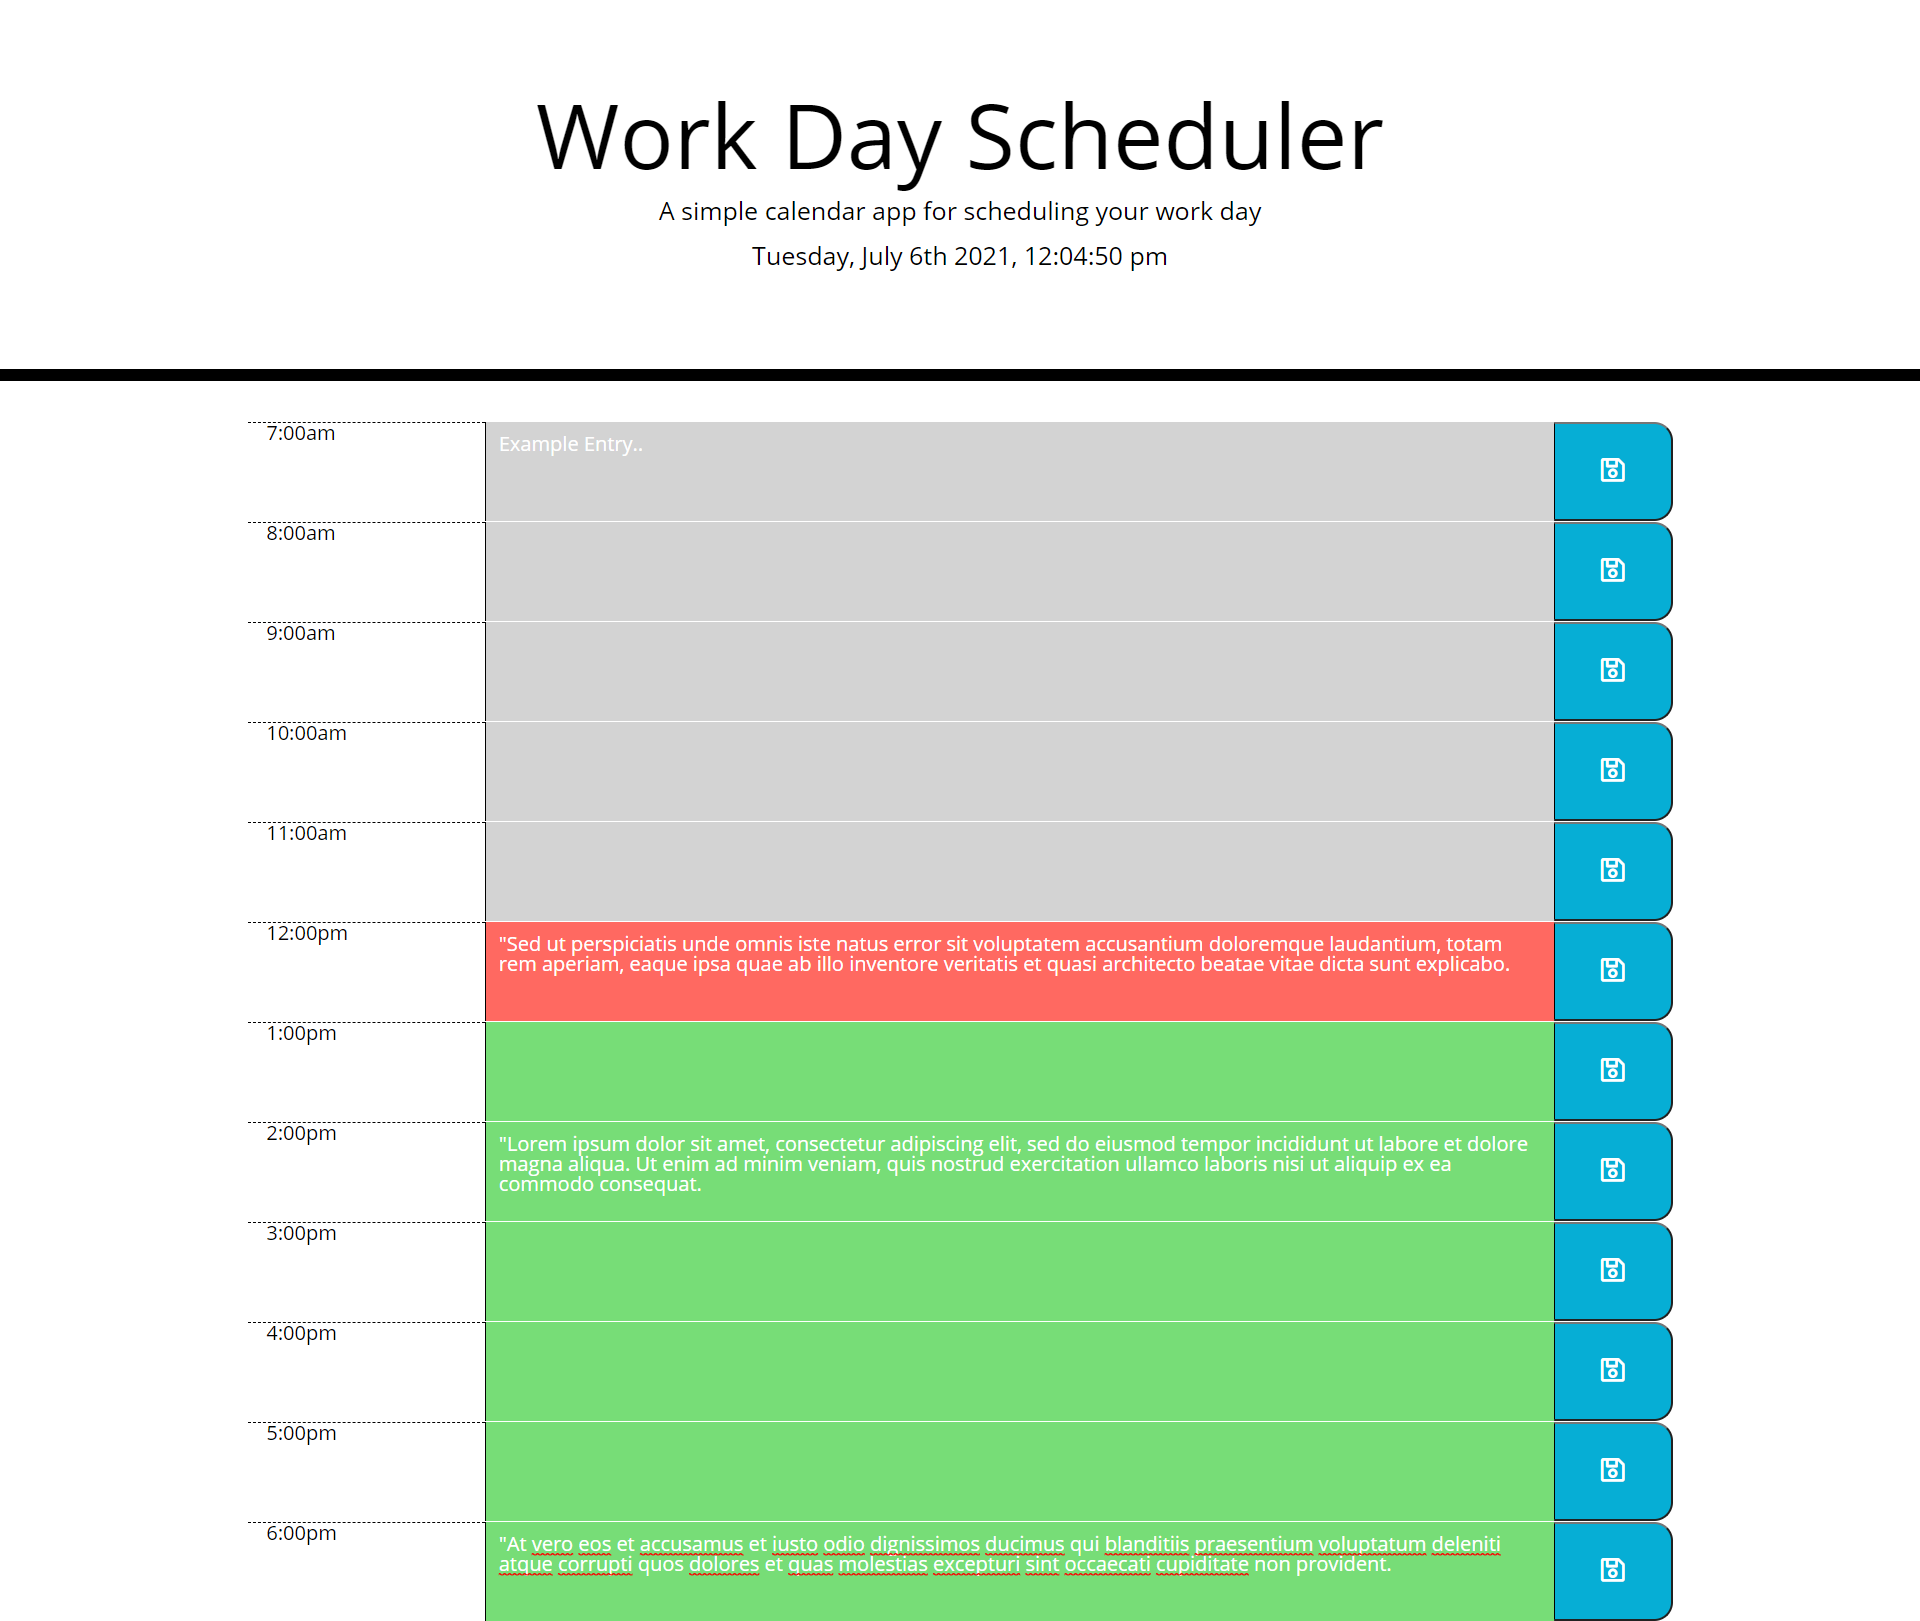 Work Day Scheduler
A simple calendar app for scheduling your work day
Tuesday, July 6th 2021, 12:04:50 pm
7:00am
Example Entry..
8:00am
9:00am
10:00am
11:00am
12:00pm
"Sed ut perspiciatis unde omnis iste natus error sit voluptatem accusantium doloremque laudantium, totam
rem aperiam, eaque ipsa quae ab illo inventore veritatis et quasi architecto beatae vitae dicta sunt explicabo.
1:00pm
2:00pm
"Lorem ipsum dolor sit amet, consectetur adipiscing elit, sed do eiusmod tempor incididunt ut labore et dolore
magna aliqua. Ut enim ad minim veniam, quis nostrud exercitation ullamco laboris nisi ut aliquip ex ea
commodo consequat.
3:00pm
4:00pm
5:00pm
6:00pm
"At vero eos et accusamus et iusto odio dignissimos ducimus qui blanditiis praesentium voluptatum deleniti
atque corrupti quos dolores et quas molestias excepturi sint occaecati cupiditate non provident.